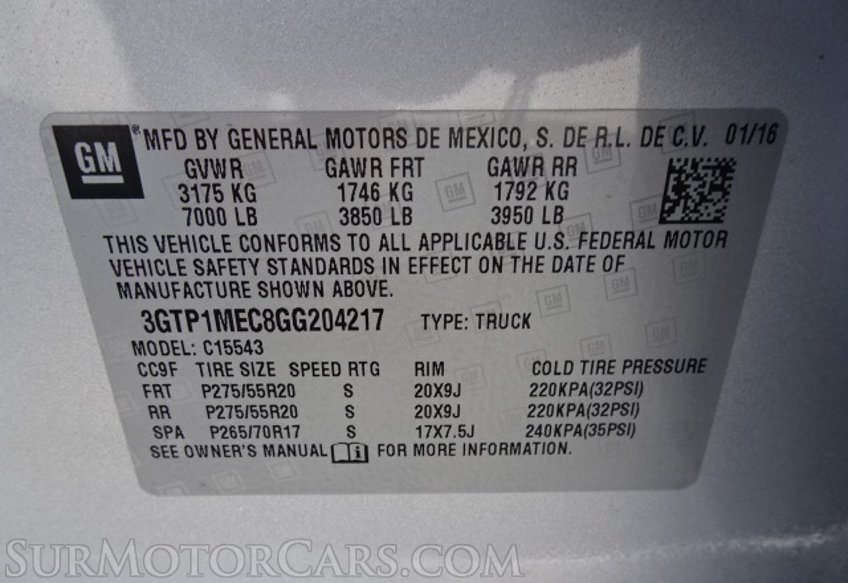 GM ® MFD BY GENERAL MOTORS DE MEXICO, S. DE R.L. DE C.V. 01/16
GVWR GAWR FRT GAWR RR
3175 KG 1746 KG 1792 KG
7000 LB 3850 LB 3950 LB
THIS VEHICLE CONFORMS TO ALL APPLICABLE U.S. FEDERAL MOTOR
VEHICLE SAFETY STANDARDS IN EFFECT ON THE DATE OF
MANUFACTURE SHOWN ABOVE.
3GTP1MEC8GG204217 TYPE: TRUCK
MODEL: C15543
CC9F TIRE SIZE SPEED RTG RIM COLD TIRE PRESSURE
FRT P275/55R20 S 20X9J 220KPA(32PSI)
RR P275/55R20 S 20X9J 220KPA(32PSI)
SPA P265/70R17 S 17X7.5J 240KPA(35PSI)
SEE OWNER'S MANUAL FOR MORE INFORMATION.
SURMOTORCARS.COM